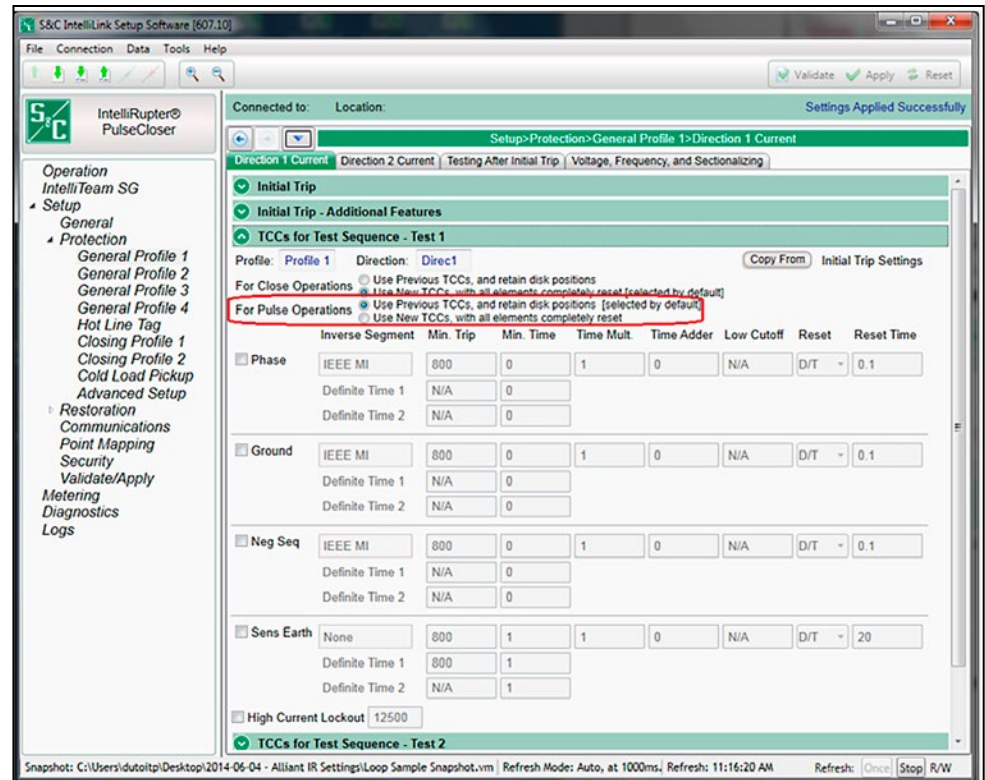 S&C IntelliLink Setup Software [607.10]
File Connection Data Tools Help
Validate Apply Reset
S&C
IntelliRupter®
PulseCloser
Connected to: Location: Settings Applied Successfully
Setup>Protection>General Profile 1>Direction 1 Current
Direction 1 Current Direction 2 Current Testing After Initial Trip Voltage, Frequency, and Sectionalizing
Operation
IntelliTeam SG
Setup
General
Protection
General Profile 1
General Profile 2
General Profile 3
General Profile 4
Hot Line Tag
Closing Profile 1
Closing Profile 2
Cold Load Pickup
Advanced Setup
Restoration
Communications
Point Mapping
Security
Validate/Apply
Metering
Diagnostics
Logs
Initial Trip
Initial Trip - Additional Features
TCCs for Test Sequence - Test 1
Profile: Profile 1 Direction: Direc1 Copy From Initial Trip Settings
For Close Operations Use Previous TCCs, and retain disk positions
Use New TCCs, with all elements completely reset [selected by default]
For Pulse Operations Use Previous TCCs, and retain disk positions [selected by default]
Use New TCCs, with all elements completely reset
Inverse Segment Min. Trip Min. Time Time Mult. Time Adder Low Cutoff Reset Reset Time
Phase IEEE MI 800 0 1 0 N/A D/T 0.1
Definite Time 1 N/A 0
Definite Time 2 N/A 0
Ground IEEE MI 800 0 1 0 N/A D/T 0.1
Definite Time 1 N/A 0
Definite Time 2 N/A 0
Neg Seq IEEE MI 800 0 1 0 N/A D/T 0.1
Definite Time 1 N/A 0
Definite Time 2 N/A 0
Sens Earth None 800 1 1 0 N/A D/T 20
Definite Time 1 800 1
Definite Time 2 N/A 1
High Current Lockout 12500
TCCs for Test Sequence - Test 2
Snapshot: C:\Users\dutoitp\Desktop\2014-06-04 - Alliant IR Settings\Loop Sample Snapshot.vm Refresh Mode: Auto, at 1000ms. Refresh: 11:16:20 AM Refresh: Once Stop R/W